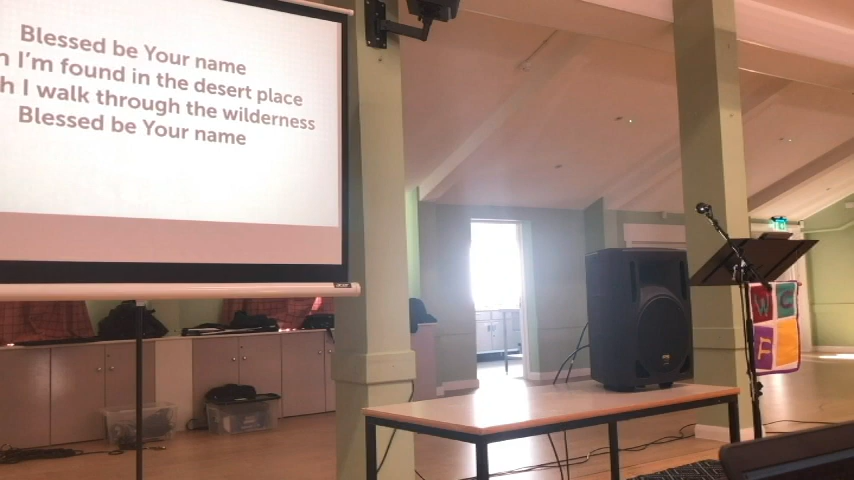 Blessed be Your name
n I'm found in the desert place
h I walk through the wilderness
Blessed be Your name
W C
F